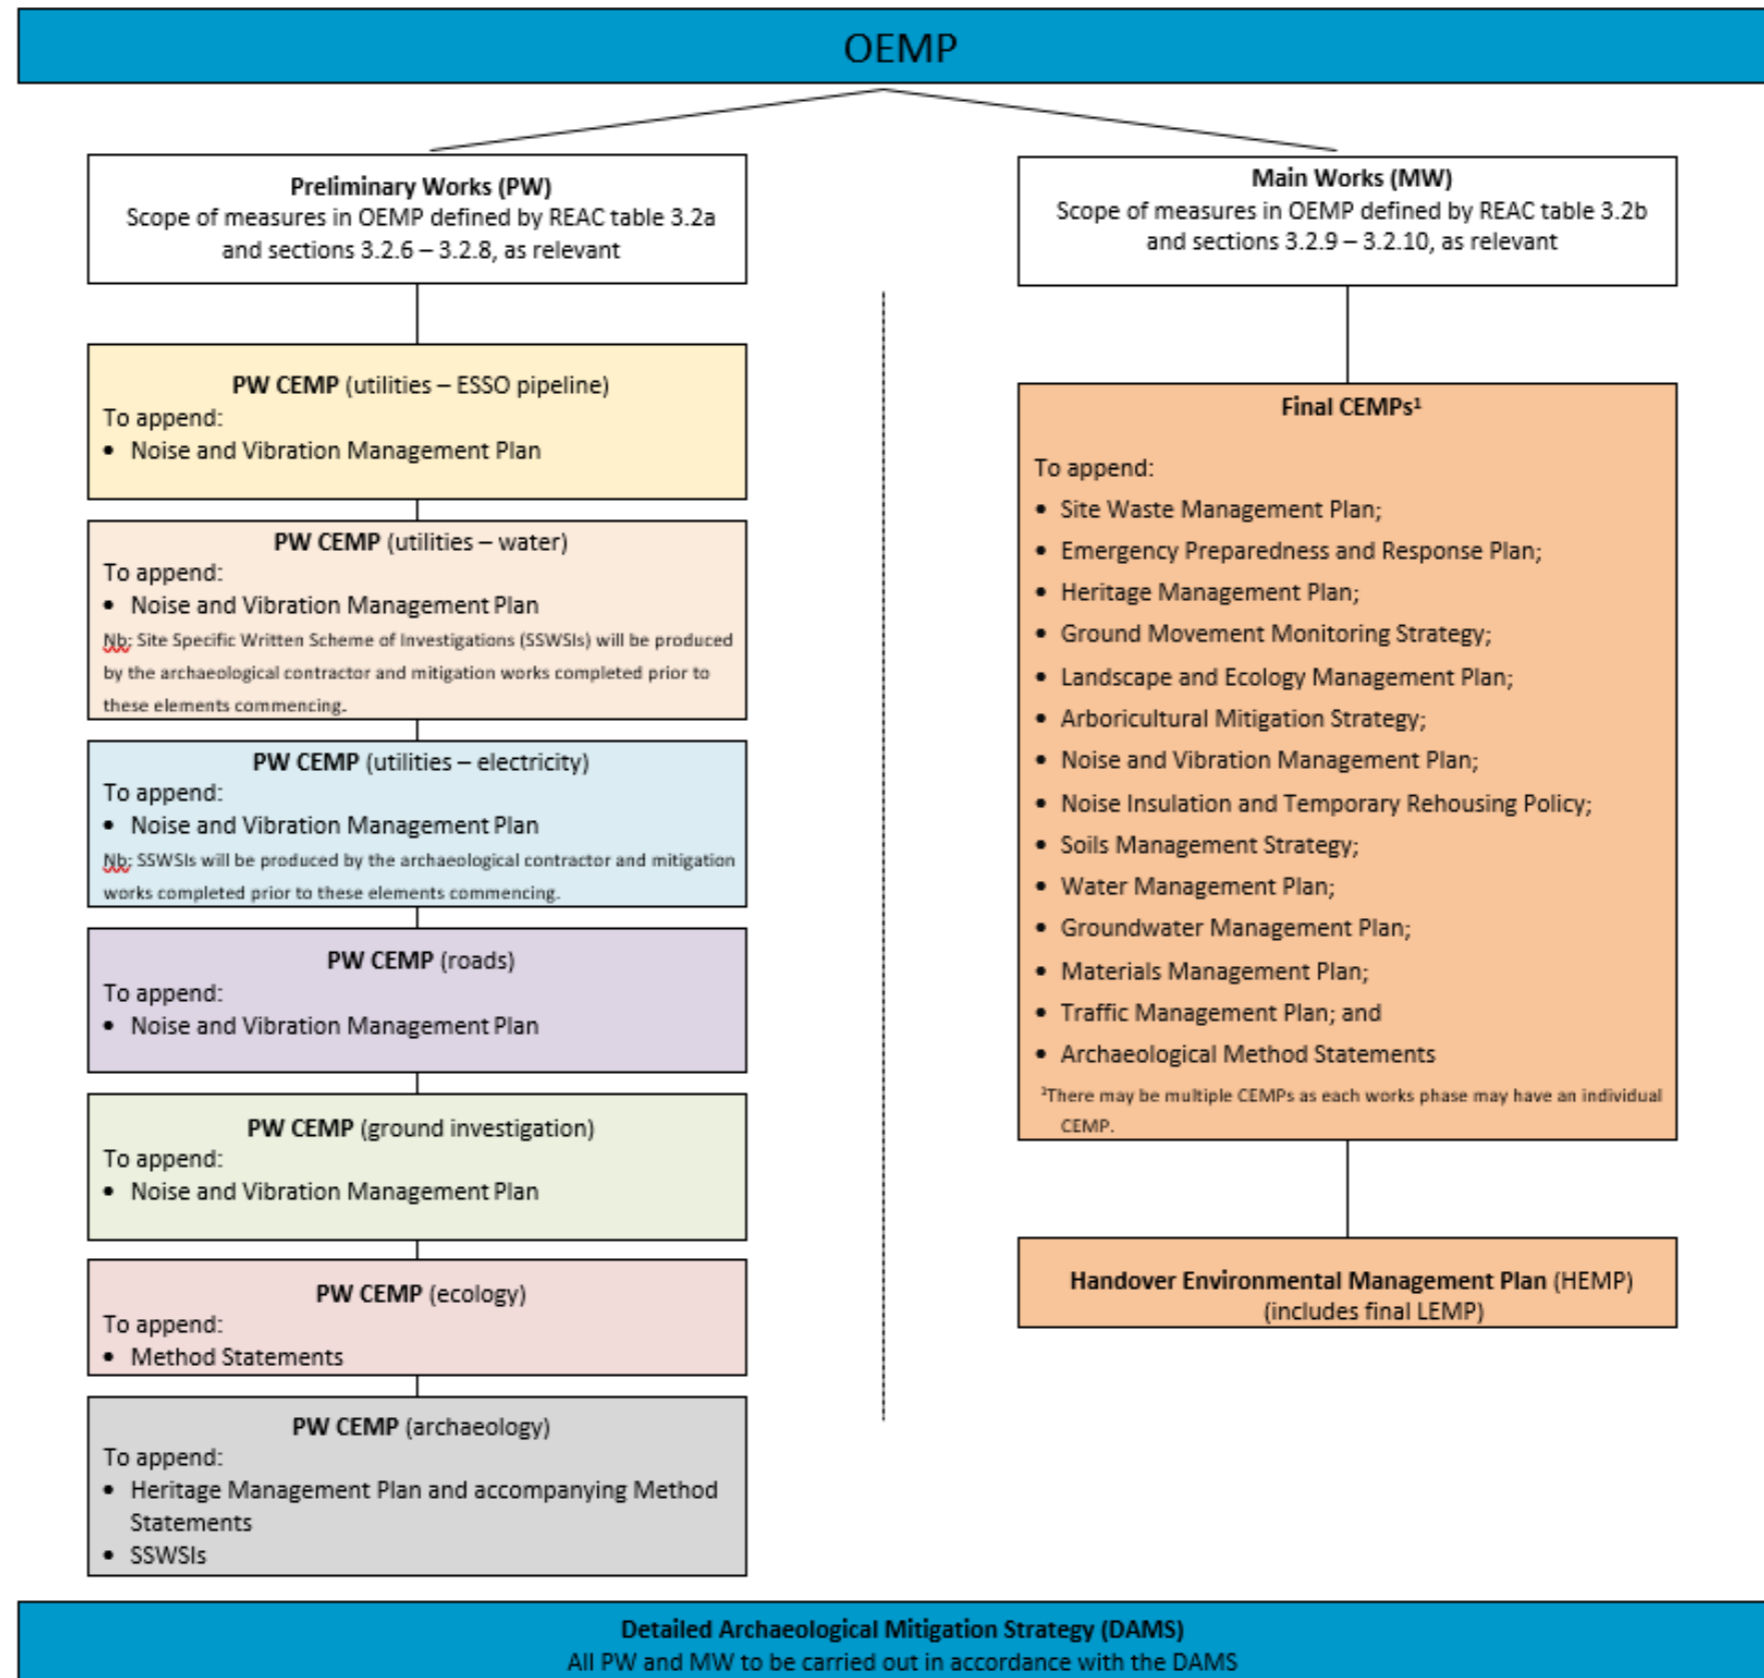 OEMP
Preliminary Works (PW)
Scope of measures in OEMP defined by REAC table 3.2a
and sections 3.2.6 – 3.2.8, as relevant
PW CEMP (utilities – ESSO pipeline)
To append:
• Noise and Vibration Management Plan
PW CEMP (utilities – water)
To append:
• Noise and Vibration Management Plan
Nb: Site Specific Written Scheme of Investigations (SSWSIs) will be produced
by the archaeological contractor and mitigation works completed prior to
these elements commencing.
PW CEMP (utilities – electricity)
To append:
• Noise and Vibration Management Plan
Nb: SSWSIs will be produced by the archaeological contractor and mitigation
works completed prior to these elements commencing.
PW CEMP (roads)
To append:
• Noise and Vibration Management Plan
PW CEMP (ground investigation)
To append:
• Noise and Vibration Management Plan
PW CEMP (ecology)
To append:
• Method Statements
PW CEMP (archaeology)
To append:
• Heritage Management Plan and accompanying Method
Statements
• SSWSIs
Main Works (MW)
Scope of measures in OEMP defined by REAC table 3.2b
and sections 3.2.9 – 3.2.10, as relevant
Final CEMPs¹
To append:
• Site Waste Management Plan;
• Emergency Preparedness and Response Plan;
• Heritage Management Plan;
• Ground Movement Monitoring Strategy;
• Landscape and Ecology Management Plan;
• Arboricultural Mitigation Strategy;
• Noise and Vibration Management Plan;
• Noise Insulation and Temporary Rehousing Policy;
• Soils Management Strategy;
• Water Management Plan;
• Groundwater Management Plan;
• Materials Management Plan;
• Traffic Management Plan; and
• Archaeological Method Statements
¹There may be multiple CEMPs as each works phase may have an individual
CEMP.
Handover Environmental Management Plan (HEMP)
(includes final LEMP)
Detailed Archaeological Mitigation Strategy (DAMS)
All PW and MW to be carried out in accordance with the DAMS